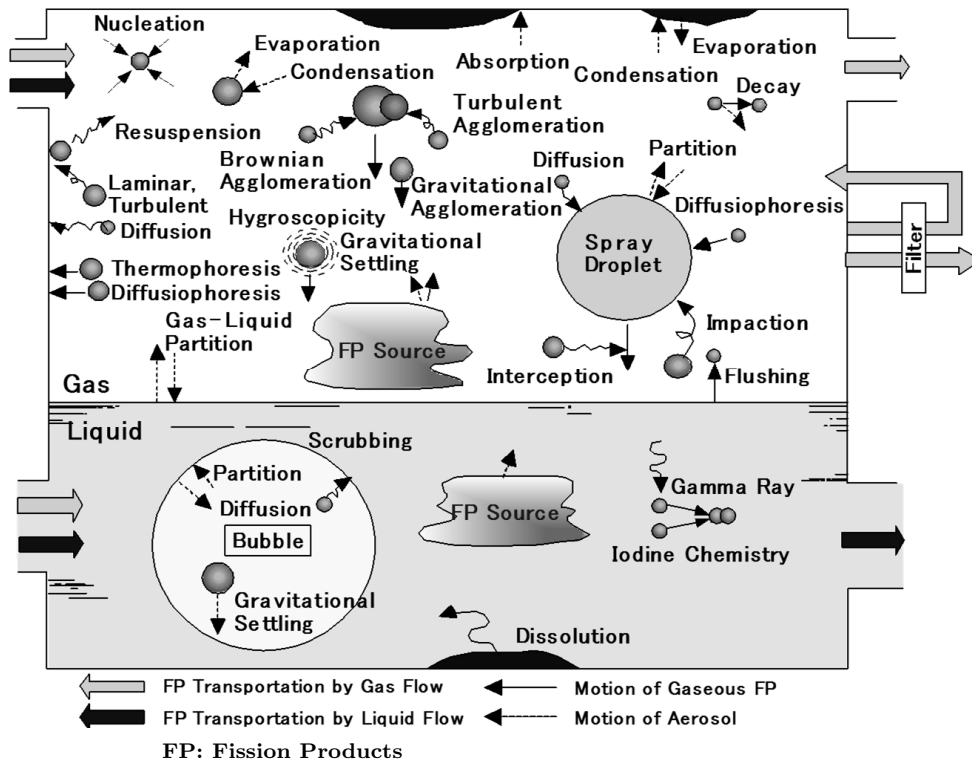 Nucleation
Evaporation
Condensation
Absorption
Evaporation
Condensation
Decay
Resuspension
Turbulent
Agglomeration
Brownian
Agglomeration
Diffusion
Partition
Laminar,
Turbulent
Gravitational
Agglomeration
Diffusiophoresis
Diffusion
Hygroscopicity
Gravitational
Settling
Spray
Droplet
Filter
Thermophoresis
Diffusiophoresis
Gas-Liquid
Partition
FP Source
Impaction
Interception
Flushing
Gas
Liquid
Scrubbing
Partition
Diffusion
Bubble
Gravitational
Settling
FP Source
Gamma Ray
Iodine Chemistry
Dissolution
FP Transportation by Gas Flow
Motion of Gaseous FP
FP Transportation by Liquid Flow
Motion of Aerosol
FP: Fission Products